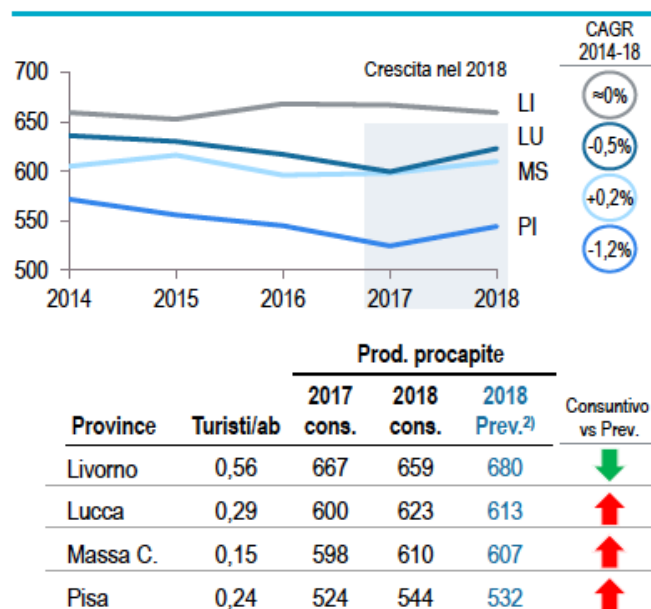 CAGR
2014-18
Crescita nel 2018
700
650
600
550
500
2014 2015 2016 2017 2018
LI
LU
MS
PI
≈0%
-0,5%
+0,2%
-1,2%
Prod. procapite
Province Turisti/ab 2017 cons. 2018 cons. 2018 Prev.²⁾ Consuntivo vs Prev.
Livorno 0,56 667 659 680
Lucca 0,29 600 623 613
Massa C. 0,15 598 610 607
Pisa 0,24 524 544 532